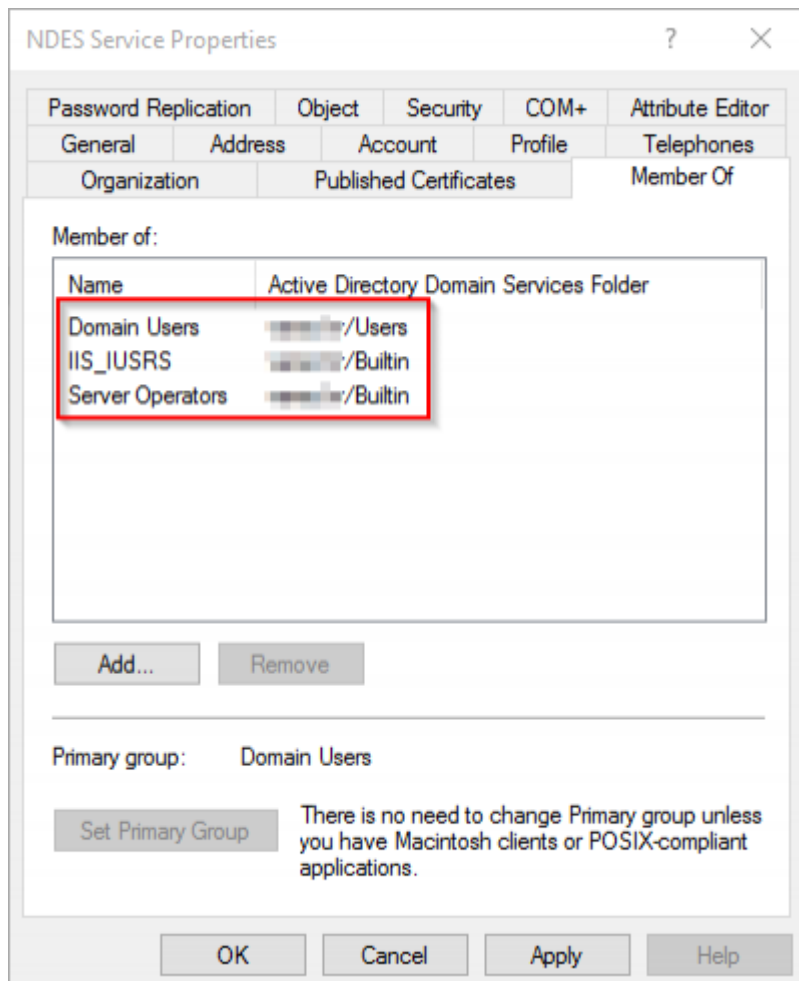 NDES Service Properties ? ×
Password Replication Object Security COM+ Attribute Editor
General Address Account Profile Telephones
Organization Published Certificates Member Of
Member of:
Name Active Directory Domain Services Folder
Domain Users /Users
IIS_IUSRS /Builtin
Server Operators /Builtin
Add... Remove
Primary group: Domain Users
Set Primary Group
There is no need to change Primary group unless
you have Macintosh clients or POSIX-compliant
applications.
OK Cancel Apply Help